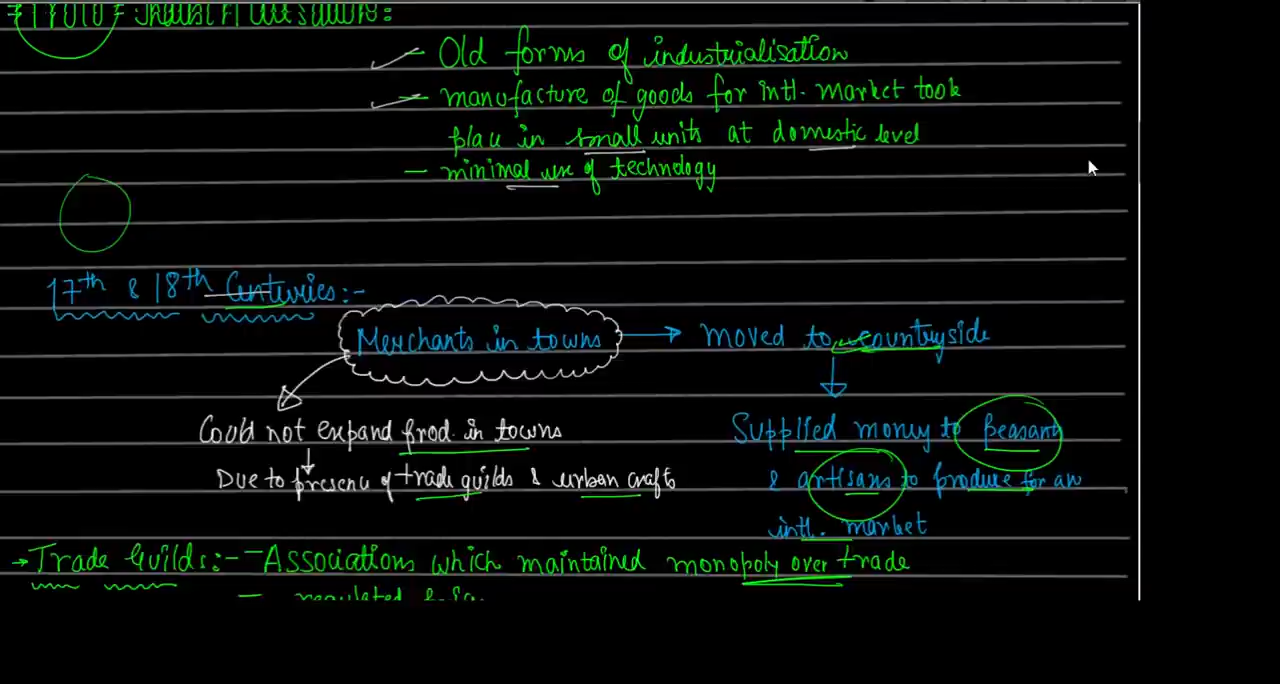 Proto-Industrialisation:
- Old forms of industrialisation
- manufacture of goods for intl. market took
place in small units at domestic level
- minimal use of technology
17th & 18th Centuries:-
Merchants in towns → moved to countryside
Could not expand prod. in towns
Supplied money to Peasants
Due to presence of trade guilds & urban crafts
& artisans to produce for an
intl. market
→ Trade Guilds:- - Associations which maintained monopoly over trade
- regulated